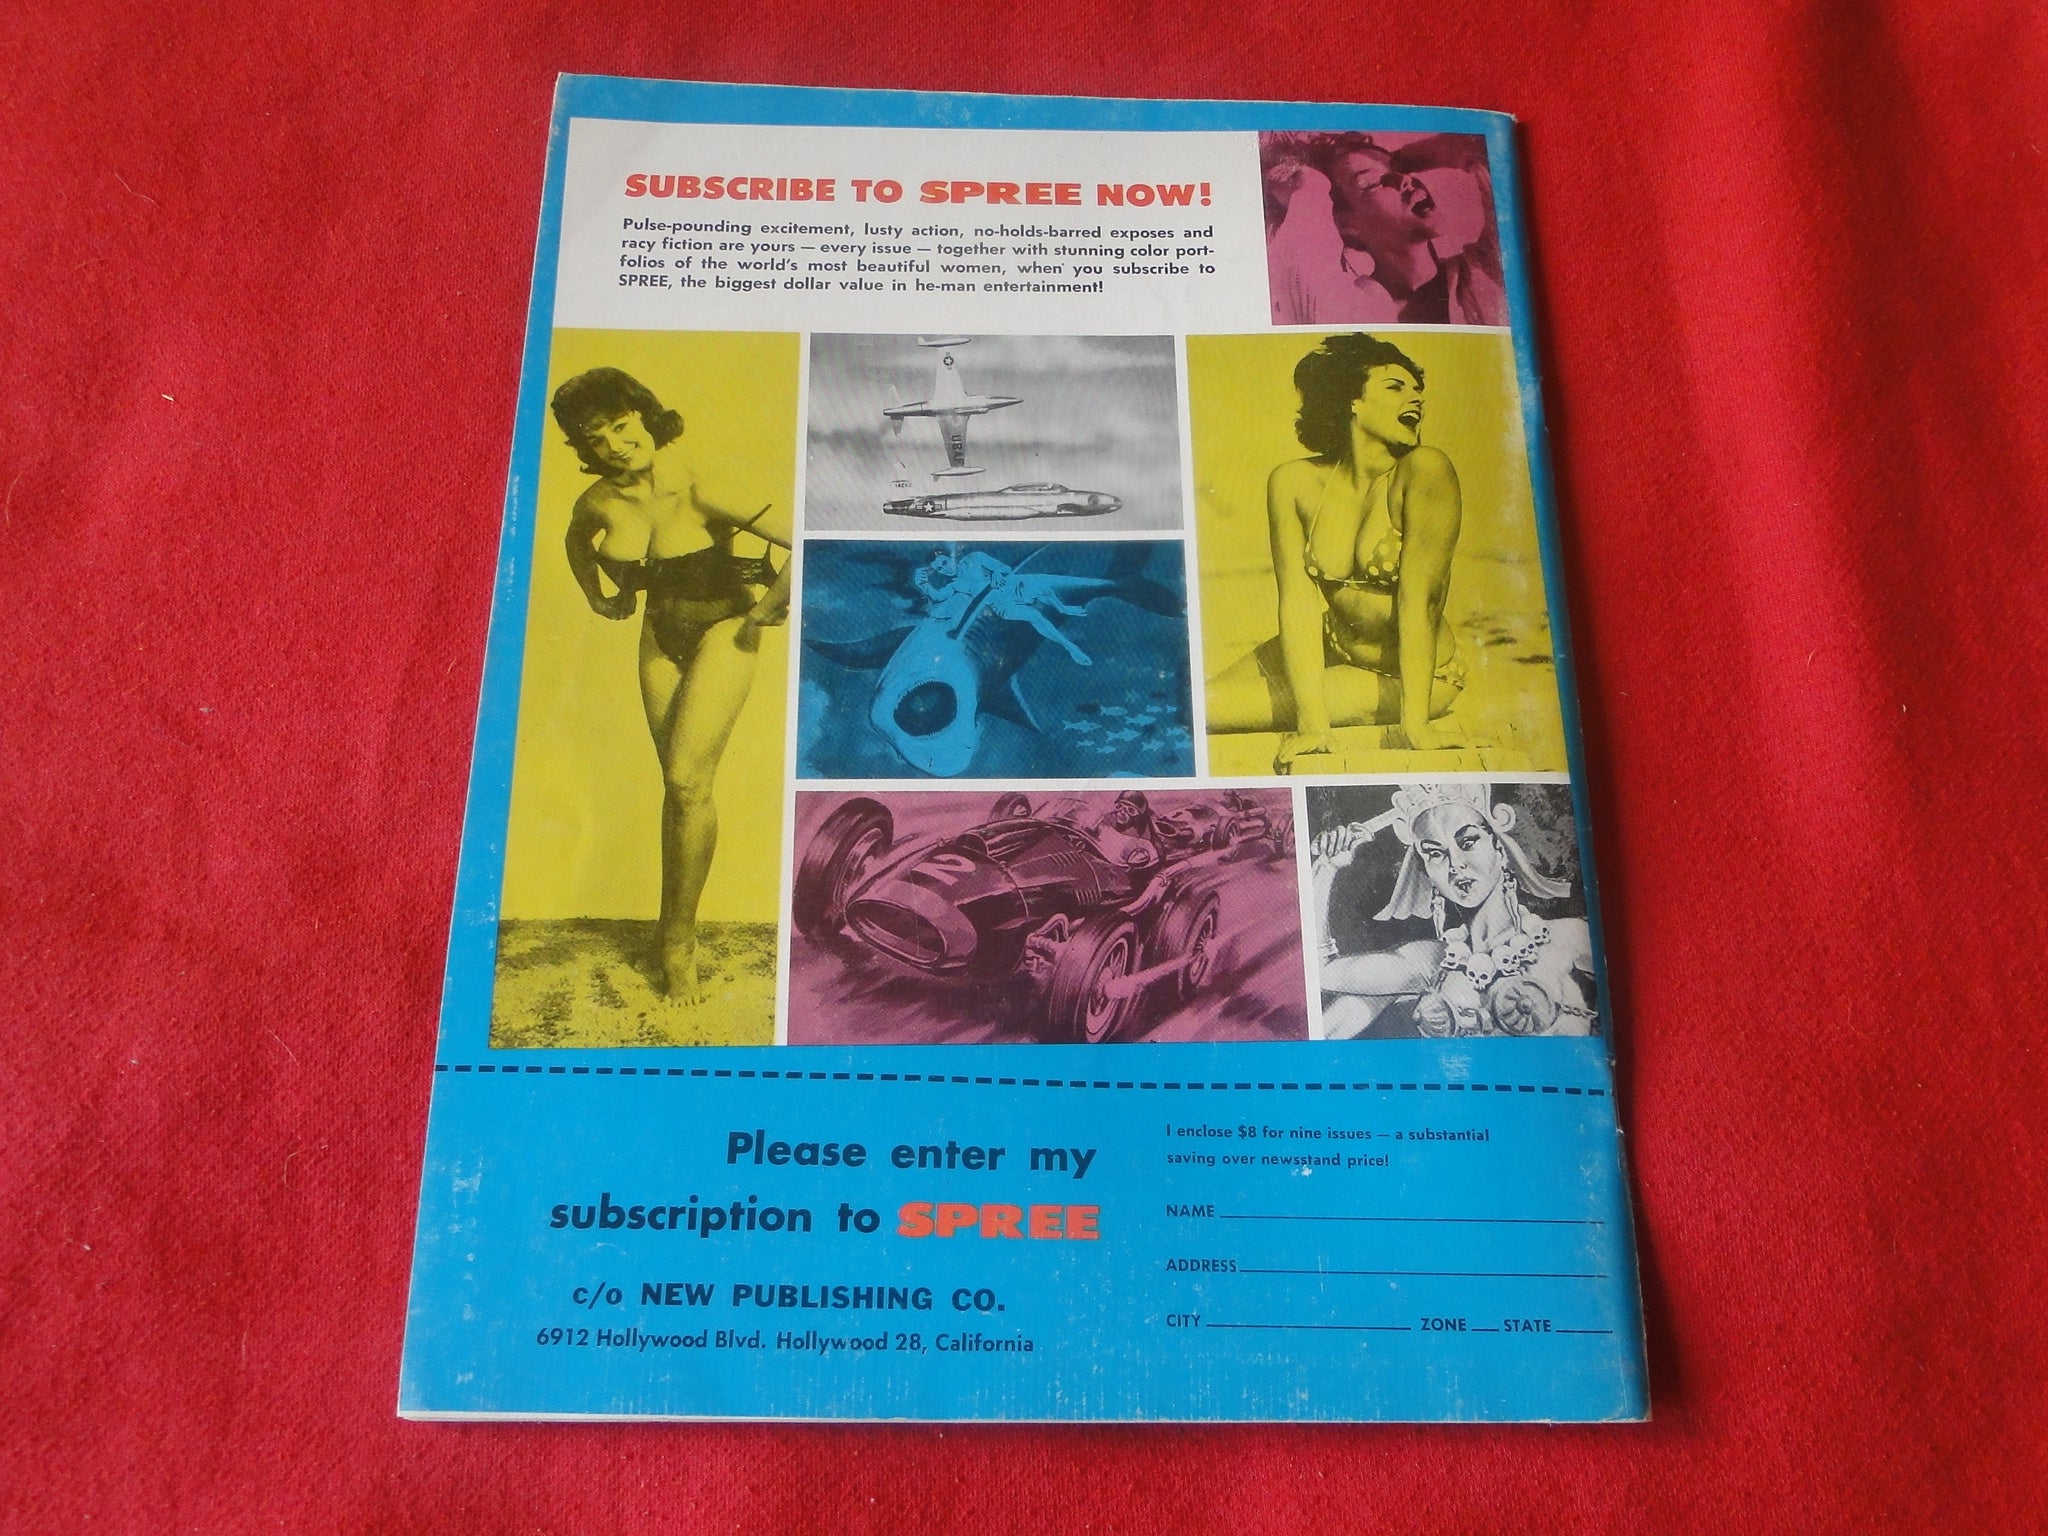 SUBSCRIBE TO SPREE NOW!
Pulse-pounding excitement, lusty action, no-holds-barred exposes and
racy fiction are yours — every issue — together with stunning color port-
folios of the world's most beautiful women, when you subscribe to
SPREE, the biggest dollar value in he-man entertainment!
2
Please enter my
subscription to SPREE
c/o NEW PUBLISHING CO.
6912 Hollywood Blvd. Hollywood 28, California
I enclose $8 for nine issues — a substantial
saving over newsstand price!
NAME
ADDRESS
CITY ZONE STATE